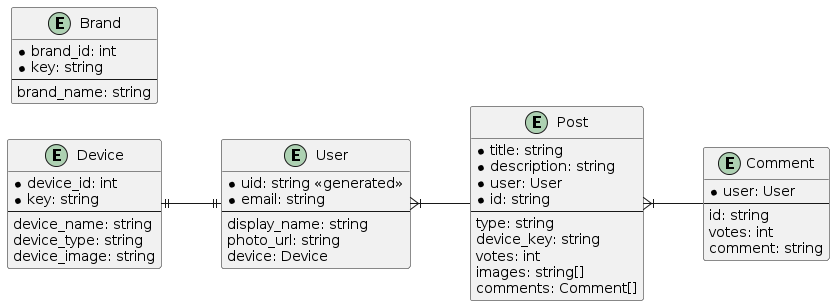 E Brand
* brand_id: int
* key: string
brand_name: string
E Device
* device_id: int
* key: string
device_name: string
device_type: string
device_image: string
E User
* uid: string «generated»
* email: string
display_name: string
photo_url: string
device: Device
E Post
* title: string
* description: string
* user: User
* id: string
type: string
device_key: string
votes: int
images: string[]
comments: Comment[]
E Comment
* user: User
id: string
votes: int
comment: string